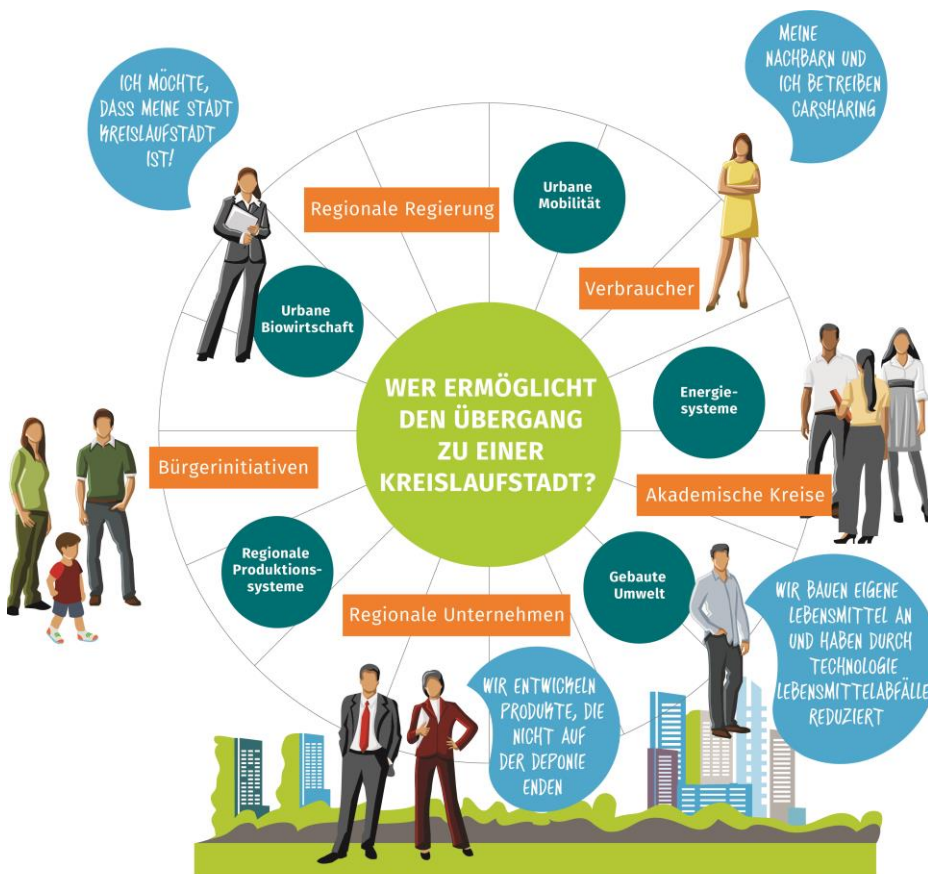 ICH MÖCHTE,
DASS MEINE STADT
KREISLAUFSTADT
IST!
MEINE
NACHBARN UND
ICH BETREIBEN
CARSHARING
Regionale Regierung
Urbane
Mobilität
Verbraucher
Urbane
Biowirtschaft
WER ERMÖGLICHT
DEN ÜBERGANG
ZU EINER
KREISLAUFSTADT?
Energie-
systeme
Bürgerinitiativen
Akademische Kreise
Regionale
Produktions-
systeme
Gebaute
Umwelt
Regionale Unternehmen
WIR BAUEN EIGENE
LEBENSMITTEL AN
UND HABEN DURCH
TECHNOLOGIE
LEBENSMITTELABFÄLLE
REDUZIERT
WIR ENTWICKELN
PRODUKTE, DIE
NICHT AUF
DER DEPONIE
ENDEN